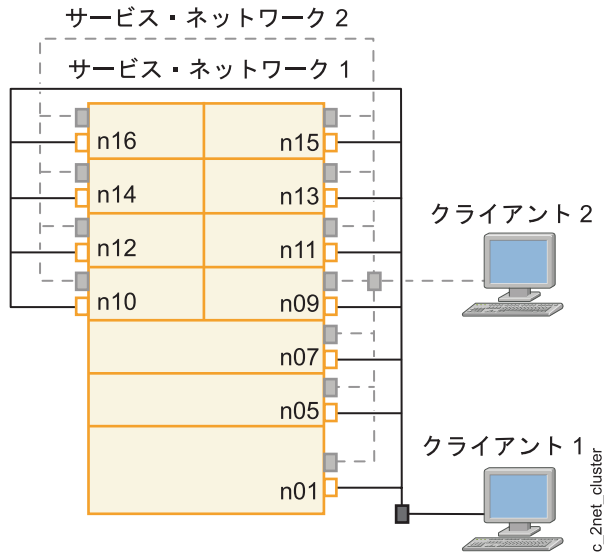 サービス・ネットワーク 2
サービス・ネットワーク 1
n16
n15
n14
n13
クライアント 2
n12
n11
n10
n09
n07
n05
クライアント 1
n01
c_2net_cluster